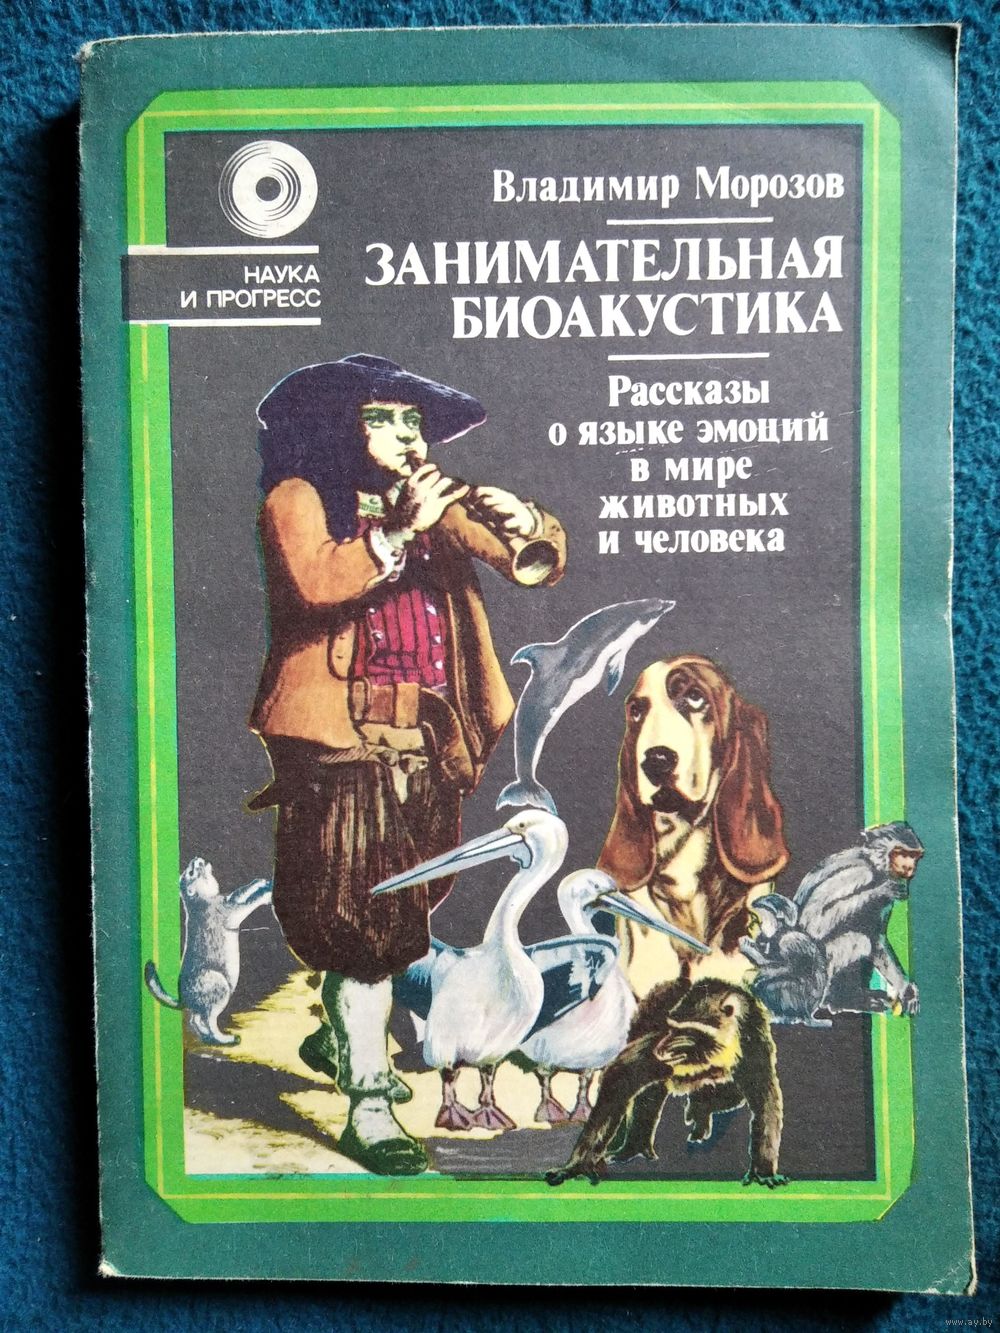 Владимир Морозов
ЗАНИМАТЕЛЬНАЯ
БИОАКУСТИКА
НАУКА
И ПРОГРЕСС
Рассказы
о языке эмоций
в мире
животных
и человека
www.ay.by